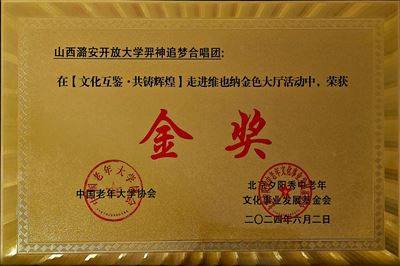 山西潞安开放大学羿神追梦合唱团:
在【文化互鉴·共铸辉煌】走进维也纳金色大厅活动中,荣获
金奖
中国老年大学协会
北京夕阳秀中老年
文化事业发展基金会
二〇二四年六月二日